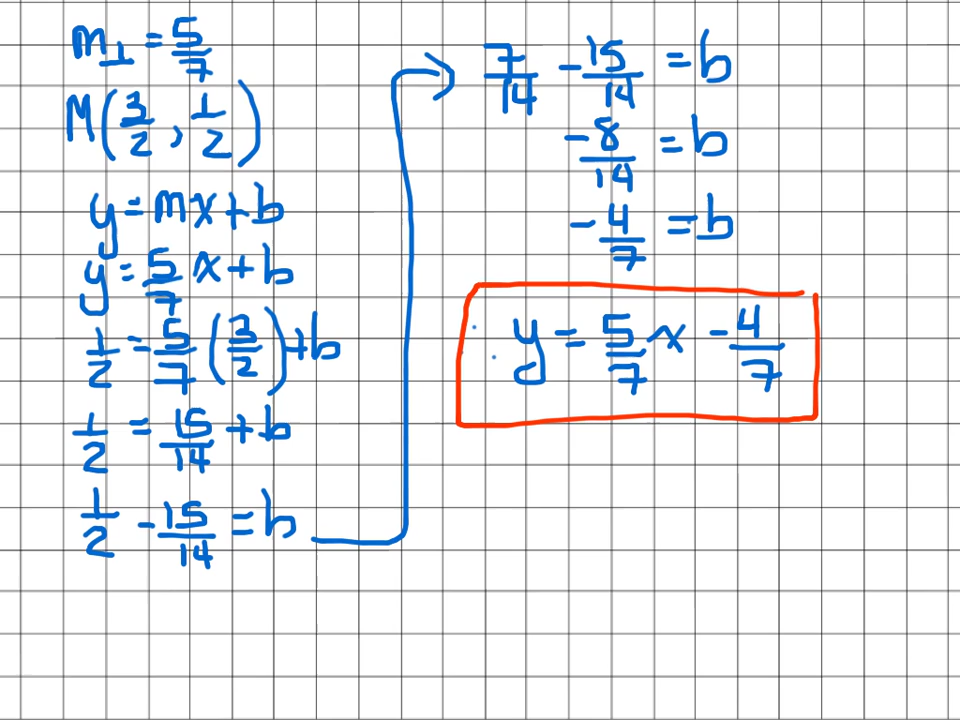 m⊥ = 5/7
M(3/2, 1/2)
y = mx + b
y = 5/7 x + b
1/2 = 5/7 (3/2) + b
1/2 = 15/14 + b
1/2 - 15/14 = b
7/14 - 15/14 = b
-8/14 = b
-4/7 = b
y = 5/7 x - 4/7